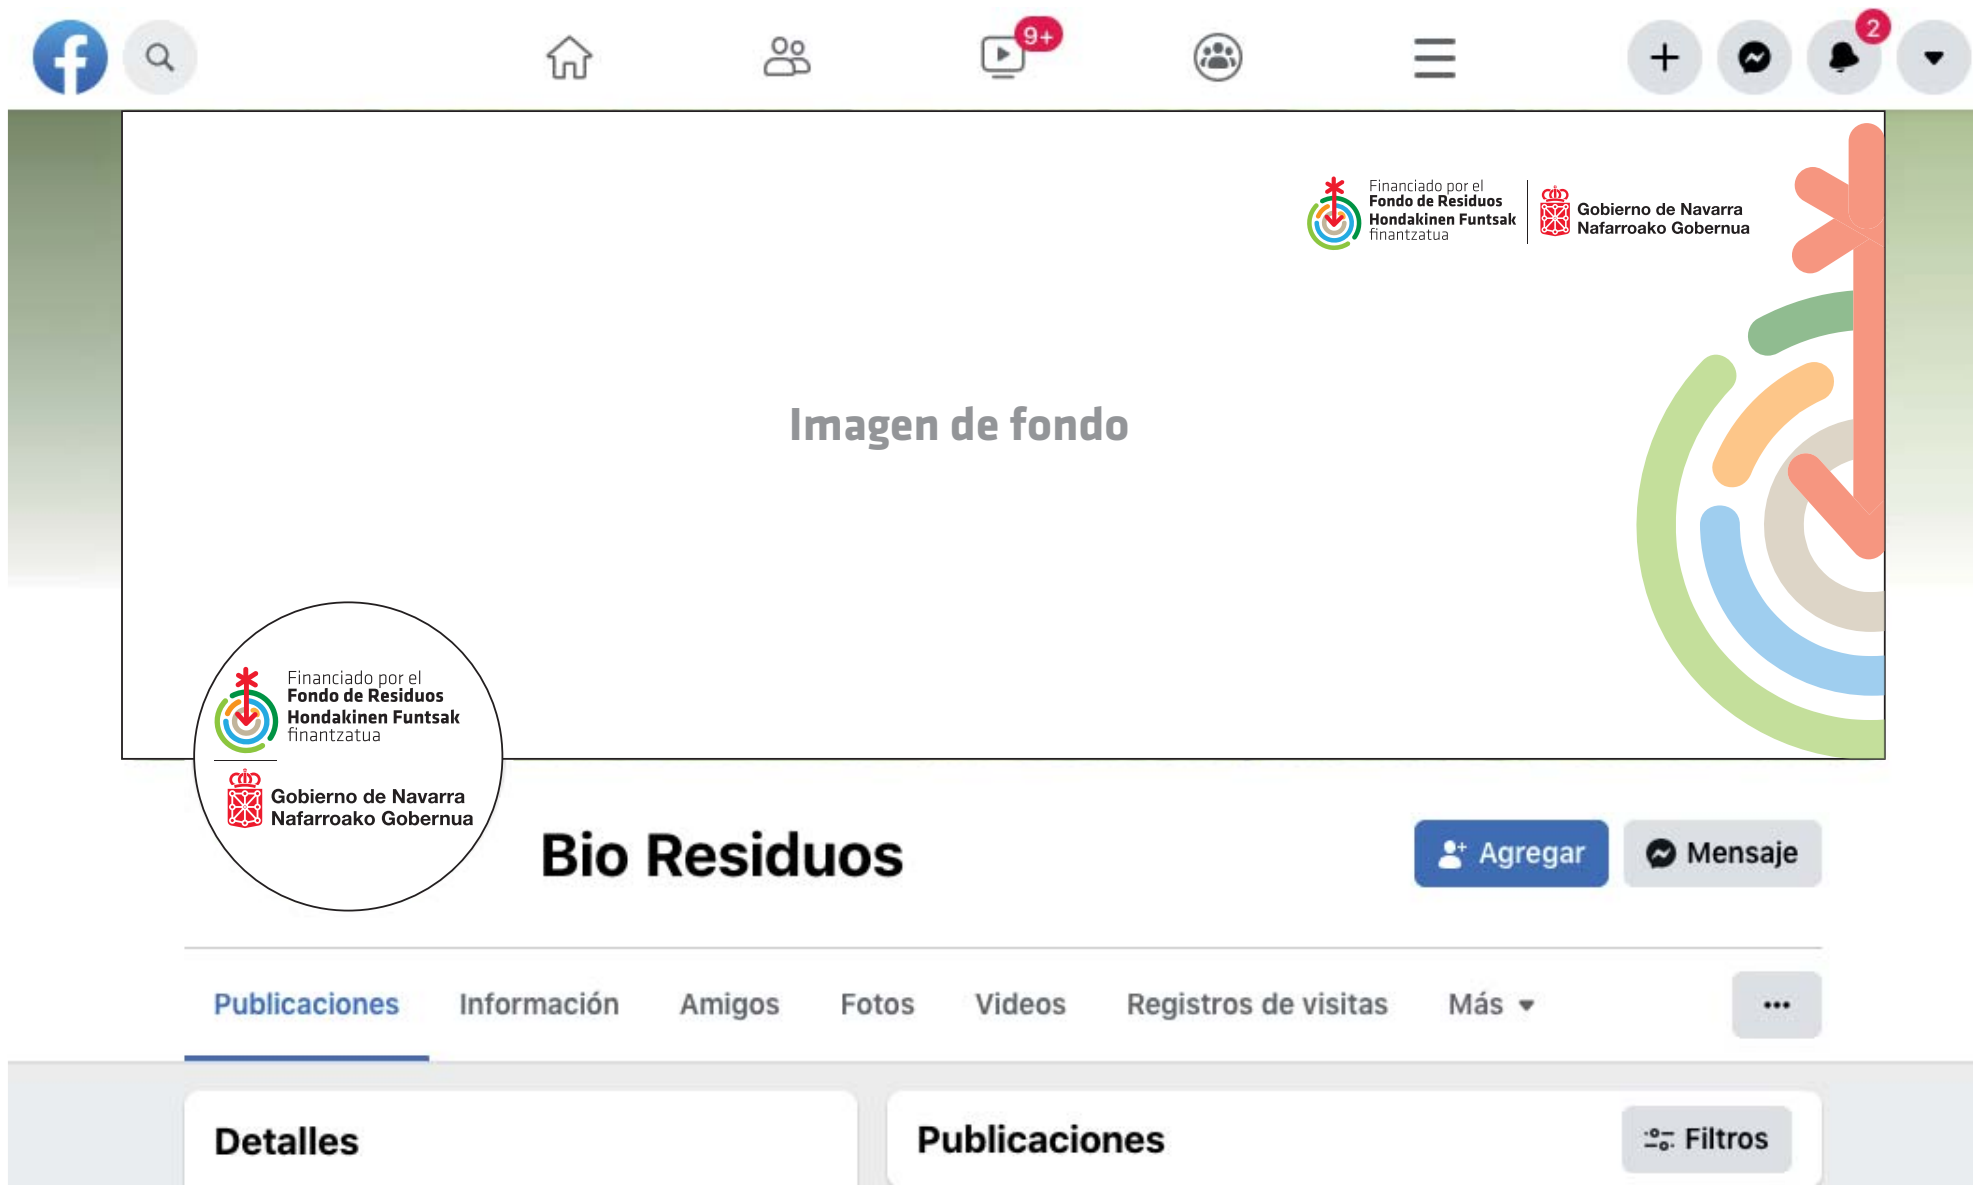 9+
2
Financiado por el
Fondo de Residuos
Hondakinen Funtsak
finantzatua
Gobierno de Navarra
Nafarroako Gobernua
Imagen de fondo
Financiado por el
Fondo de Residuos
Hondakinen Funtsak
finantzatua
Gobierno de Navarra
Nafarroako Gobernua
Bio Residuos
Agregar
Mensaje
Publicaciones Información Amigos Fotos Videos Registros de visitas Más
Detalles
Publicaciones
Filtros